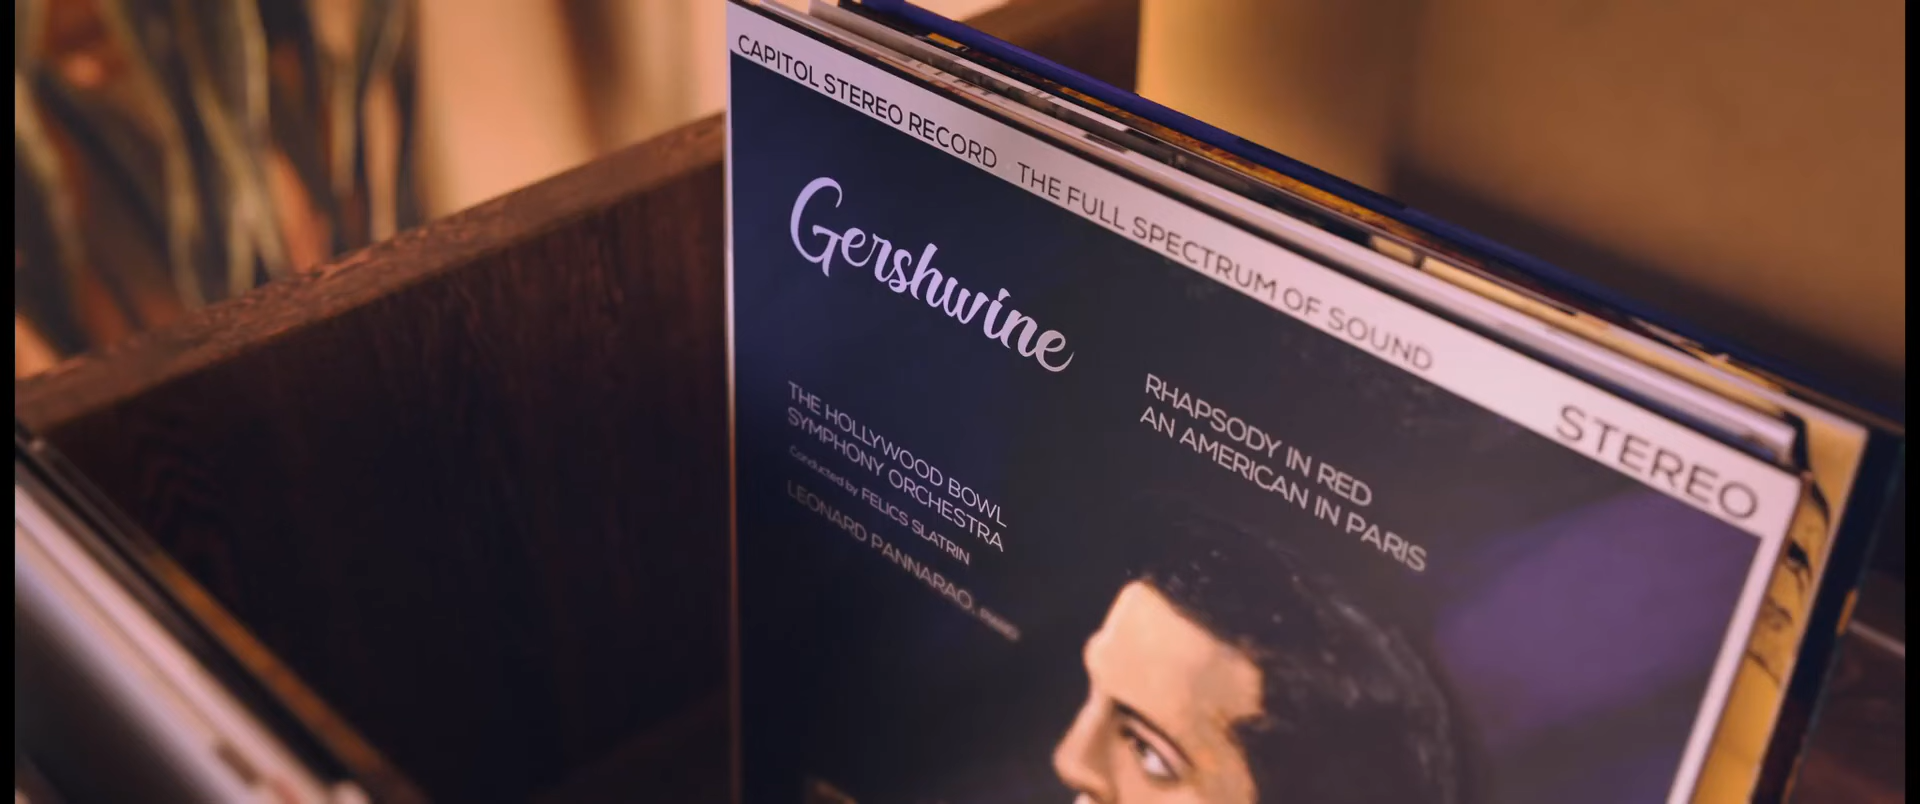 CAPITOL STEREO RECORD THE FULL SPECTRUM OF SOUND
STEREO
Gershwine
RHAPSODY IN RED
AN AMERICAN IN PARIS
THE HOLLYWOOD BOWL
SYMPHONY ORCHESTRA
Conducted by FELICS SLATRIN
LEONARD PANNARAO, PIANO